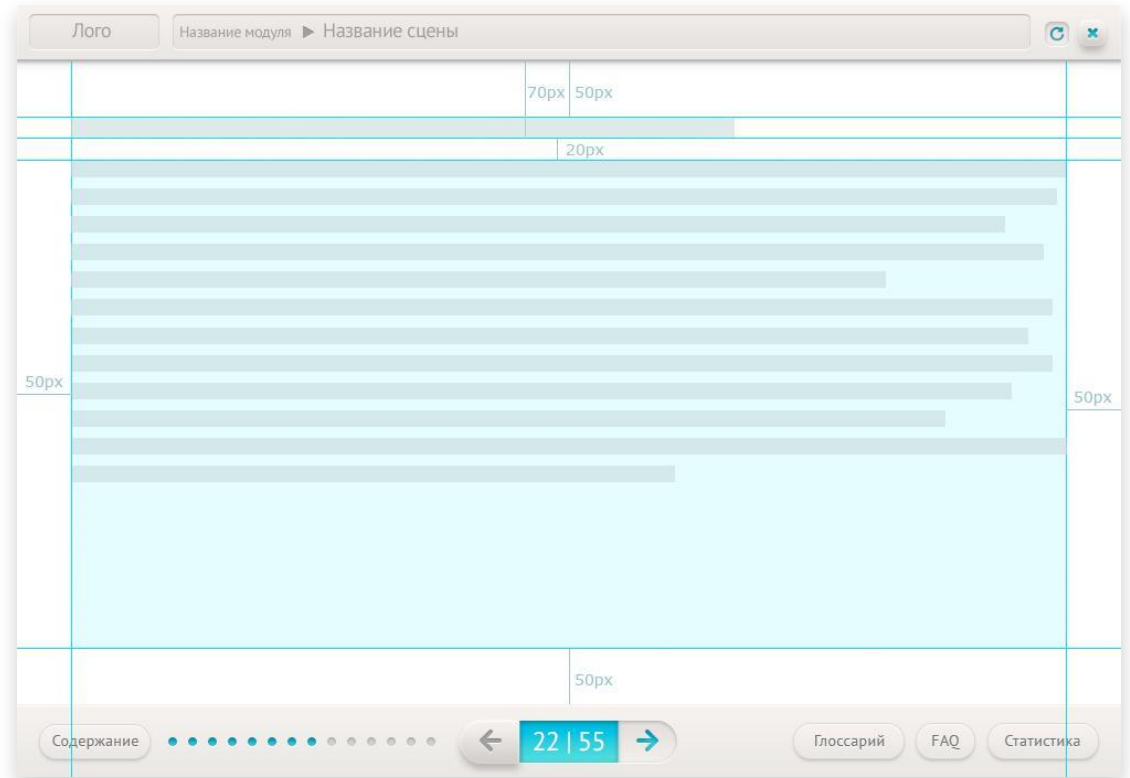 Лого
Название модуля ▶ Название сцены
70px 50px
20px
50px
50px
50px
Содержание
22 | 55
Глоссарий FAQ Статистика